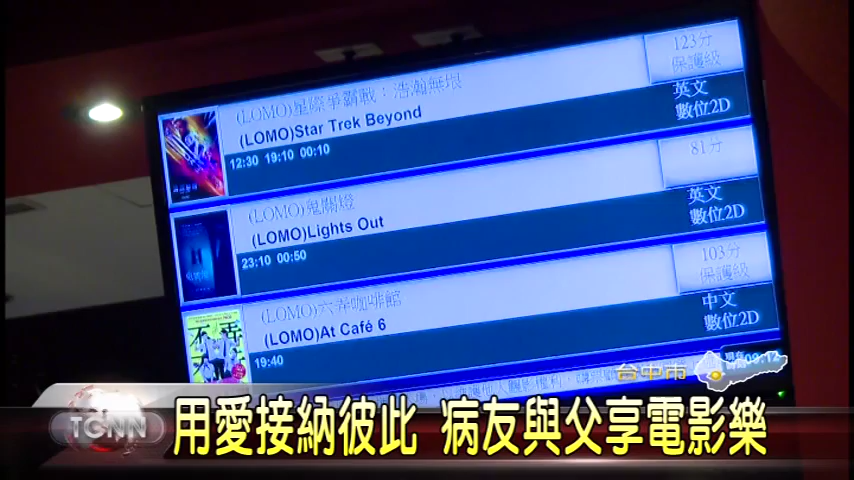 123分
保護級
(LOMO)星際爭霸戰：浩瀚無垠
(LOMO)Star Trek Beyond
英文
數位2D
12:30 19:10 00:10
81分
(LOMO)鬼關燈
(LOMO)Lights Out
英文
數位2D
23:10 00:50
103分
保護級
(LOMO)六弄咖啡館
(LOMO)At Café 6
中文
數位2D
19:40
09:12
台中市
TCNN
用愛接納彼此 病友與父享電影樂